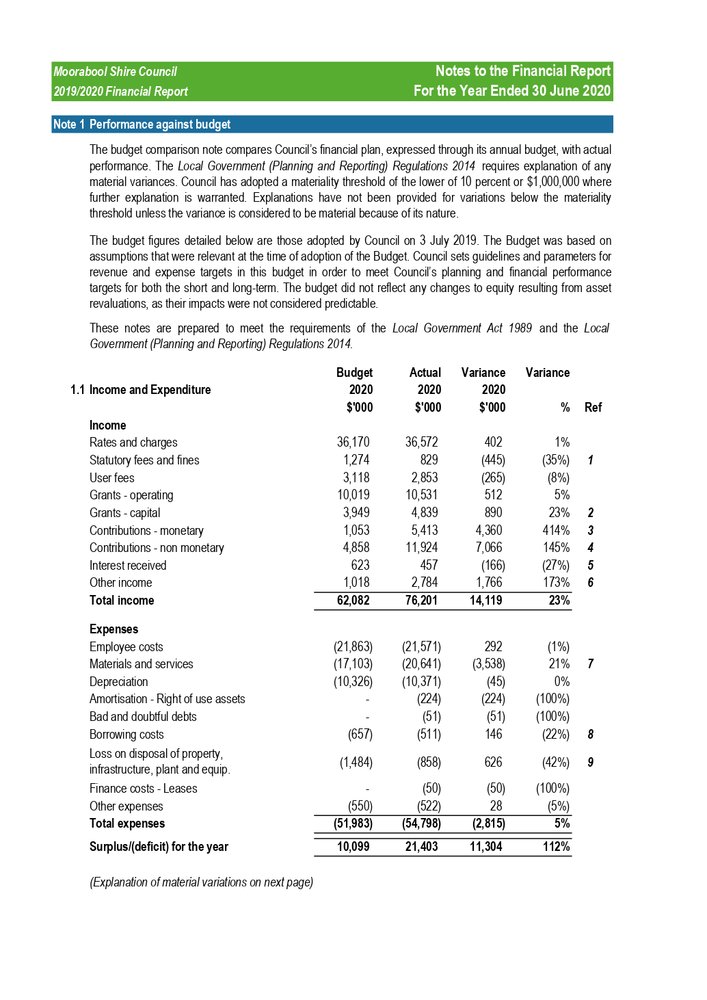 Moorabool Shire Council Notes to the Financial Report
2019/2020 Financial Report For the Year Ended 30 June 2020
Note 1 Performance against budget
The budget comparison note compares Council's financial plan, expressed through its annual budget, with actual
performance. The Local Government (Planning and Reporting) Regulations 2014 requires explanation of any
material variances. Council has adopted a materiality threshold of the lower of 10 percent or $1,000,000 where
further explanation is warranted. Explanations have not been provided for variations below the materiality
threshold unless the variance is considered to be material because of its nature.
The budget figures detailed below are those adopted by Council on 3 July 2019. The Budget was based on
assumptions that were relevant at the time of adoption of the Budget. Council sets guidelines and parameters for
revenue and expense targets in this budget in order to meet Council's planning and financial performance
targets for both the short and long-term. The budget did not reflect any changes to equity resulting from asset
revaluations, as their impacts were not considered predictable.
These notes are prepared to meet the requirements of the Local Government Act 1989 and the Local
Government (Planning and Reporting) Regulations 2014.
Budget Actual Variance Variance
1.1 Income and Expenditure 2020 2020 2020
$'000 $'000 $'000 % Ref
Income
Rates and charges 36,170 36,572 402 1%
Statutory fees and fines 1,274 829 (445) (35%) 1
User fees 3,118 2,853 (265) (8%)
Grants - operating 10,019 10,531 512 5%
Grants - capital 3,949 4,839 890 23% 2
Contributions - monetary 1,053 5,413 4,360 414% 3
Contributions - non monetary 4,858 11,924 7,066 145% 4
Interest received 623 457 (166) (27%) 5
Other income 1,018 2,784 1,766 173% 6
Total income 62,082 76,201 14,119 23%
Expenses
Employee costs (21,863) (21,571) 292 (1%)
Materials and services (17,103) (20,641) (3,538) 21% 7
Depreciation (10,326) (10,371) (45) 0%
Amortisation - Right of use assets - (224) (224) (100%)
Bad and doubtful debts - (51) (51) (100%)
Borrowing costs (657) (511) 146 (22%) 8
Loss on disposal of property,
infrastructure, plant and equip. (1,484) (858) 626 (42%) 9
Finance costs - Leases - (50) (50) (100%)
Other expenses (550) (522) 28 (5%)
Total expenses (51,983) (54,798) (2,815) 5%
Surplus/(deficit) for the year 10,099 21,403 11,304 112%
(Explanation of material variations on next page)